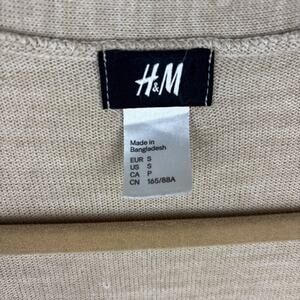 H&M
Made in
Bangladesh
EUR S
US S
CA P
CN 165/88A